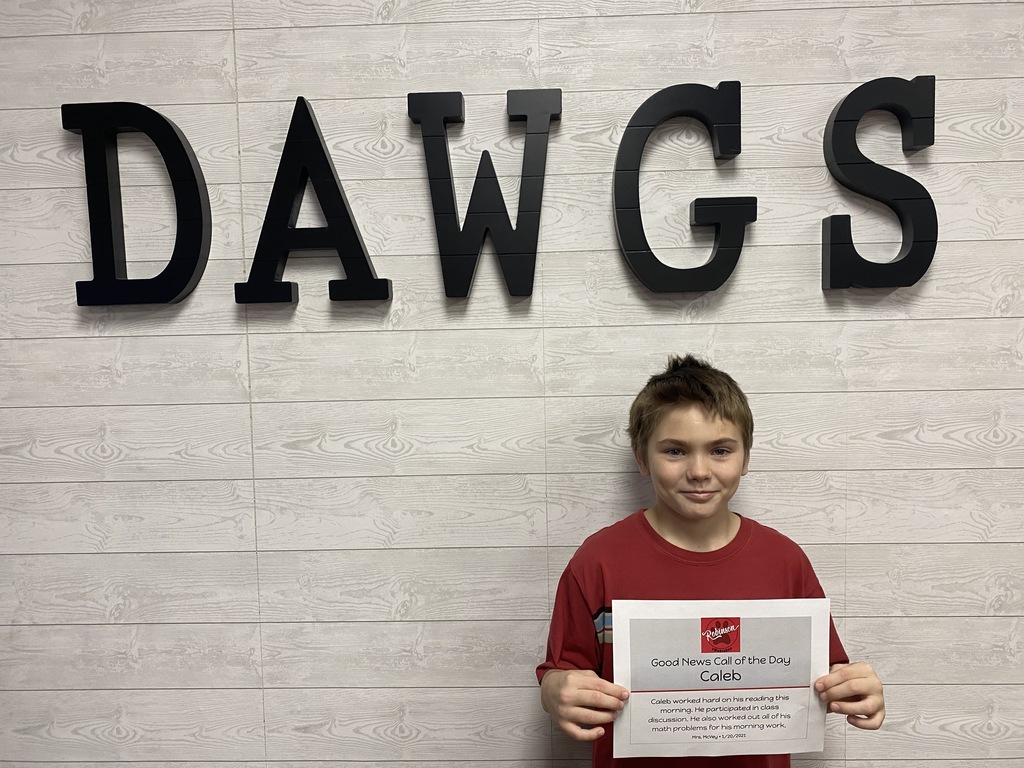 DAWGS
Robinson
Good News Call of the Day
Caleb
Caleb worked hard on his reading this
morning. He participated in class
discussion. He also worked out all of his
math problems for his morning work.
Mrs. McVey • 1/20/2021